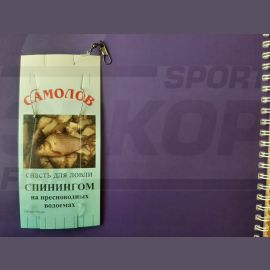 САМОЛОВ
снасть для ловли
СПИНИНГОМ
на пресноводных
водоемах
SPORT